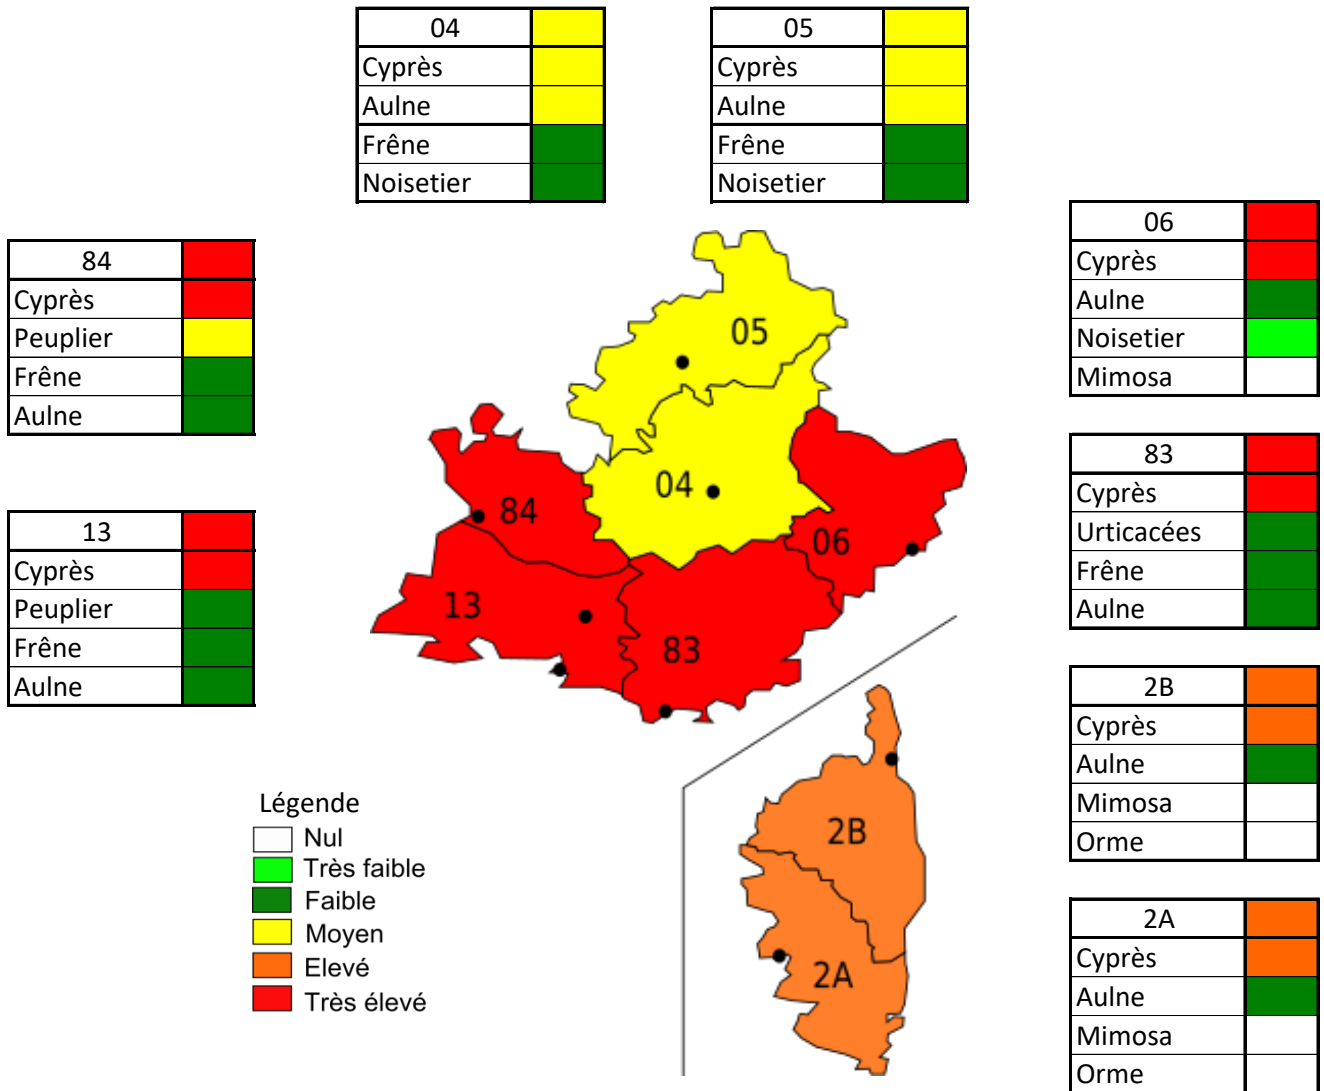 04
Cyprès
Aulne
Frêne
Noisetier
05
Cyprès
Aulne
Frêne
Noisetier
84
Cyprès
Peuplier
Frêne
Aulne
06
Cyprès
Aulne
Noisetier
Mimosa
13
Cyprès
Peuplier
Frêne
Aulne
83
Cyprès
Urticacées
Frêne
Aulne
05
04
84
06
13
83
2B
2A
2B
Cyprès
Aulne
Mimosa
Orme
2A
Cyprès
Aulne
Mimosa
Orme
Légende
Nul
Très faible
Faible
Moyen
Elevé
Très élevé